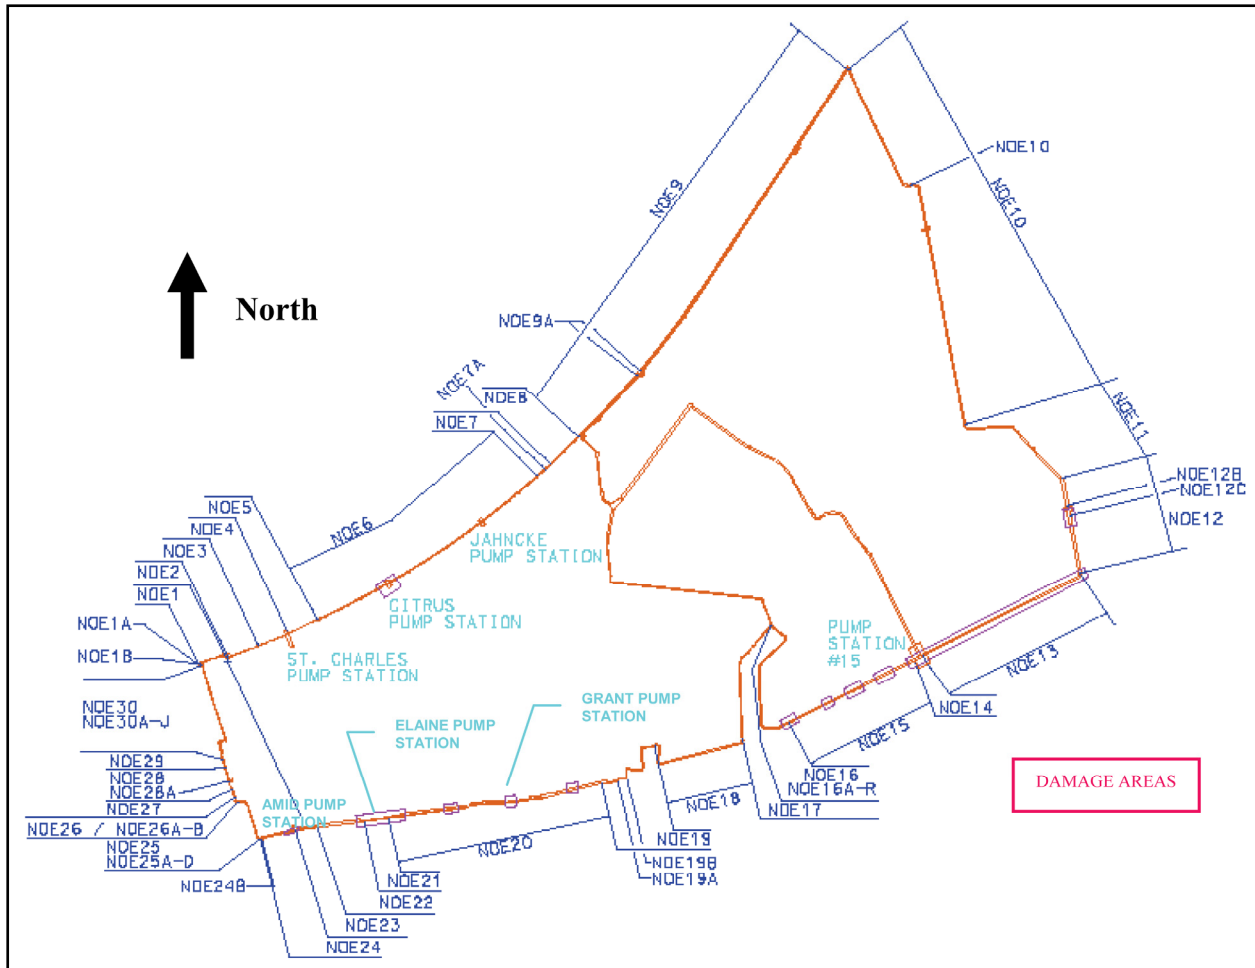 NOE10
NOE9
NOE10
North
NOE9A
NOE7A
NOE8
NOE7
NOE11
NOE12B
NOE12C
NOE12
NOE5
NOE4
NOE6
NOE3
NOE2
NOE1
NOE1A
NOE1B
JAHNCKE
PUMP STATION
CITRUS
PUMP STATION
ST. CHARLES
PUMP STATION
PUMP
STATION
#15
NOE13
NOE14
NOE15
NOE30
NOE30A-J
GRANT PUMP
STATION
ELAINE PUMP
STATION
NOE29
NOE28
NOE28A
NOE27
NOE26 / NOE26A-B
NOE25
NOE25A-D
NOE24B
AMID PUMP
STATION
NOE16
NOE16A-R
NOE17
NOE18
NOE19
NOE19B
NOE19A
NOE20
NOE21
NOE22
NOE23
NOE24
DAMAGE AREAS